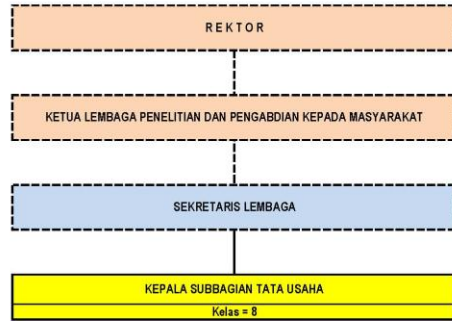 REKTOR
KETUA LEMBAGA PENELITIAN DAN PENGABDIAN KEPADA MASYARAKAT
SEKRETARIS LEMBAGA
KEPALA SUBBAGIAN TATA USAHA
Kelas = 8